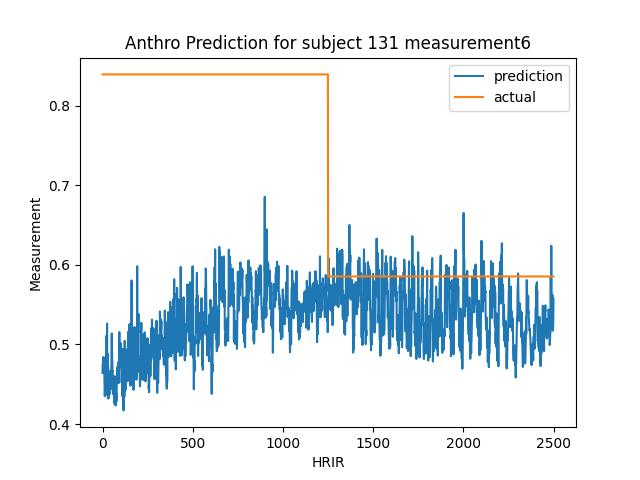 Anthro Prediction for subject 131 measurement6
prediction
actual
Measurement
0.8
0.7
0.6
0.5
0.4
0
500
1000
1500
2000
2500
HRIR